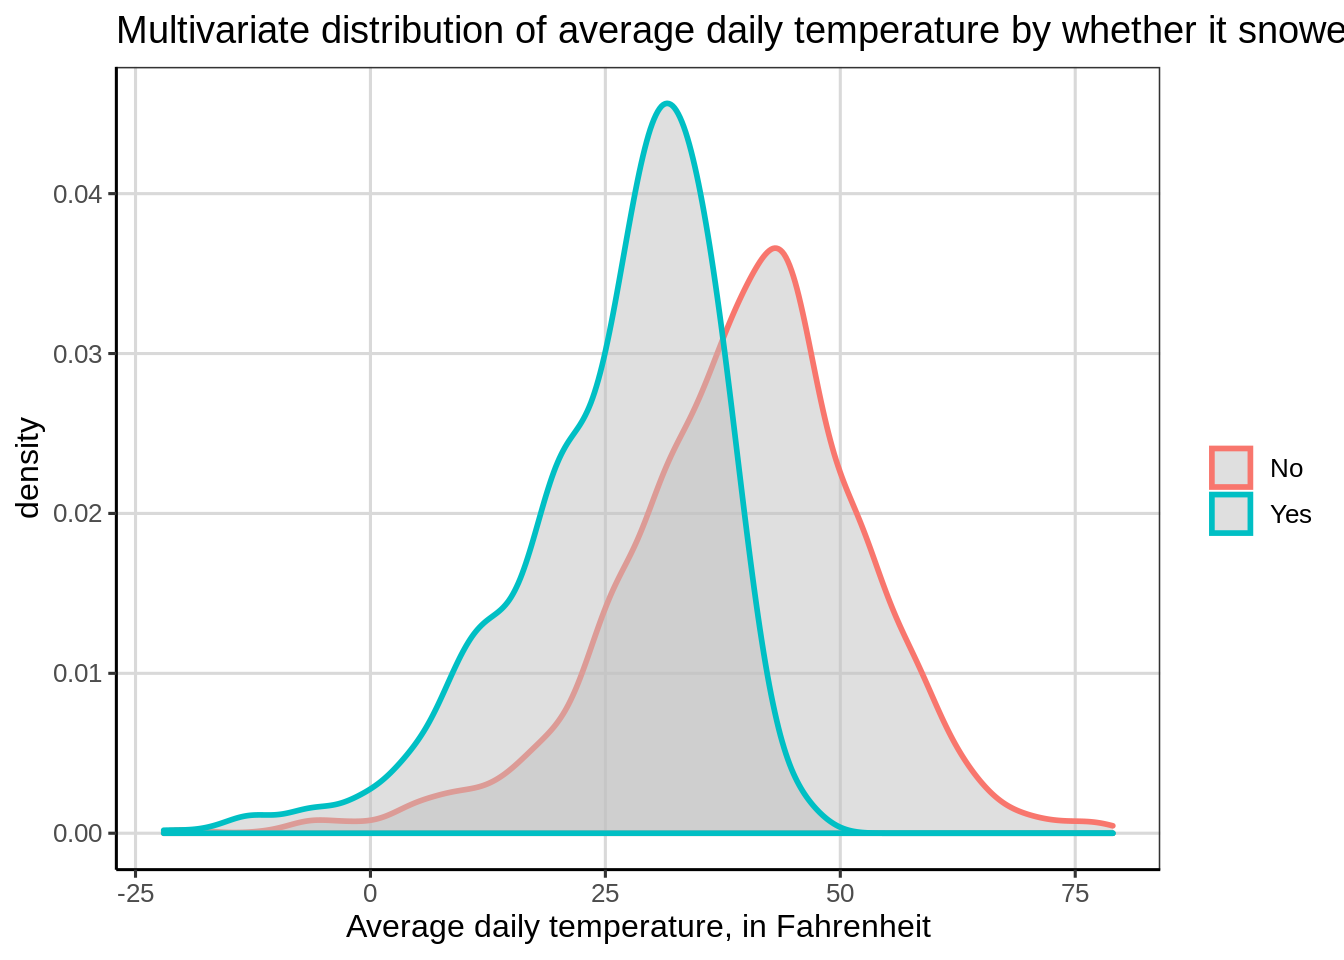 Multivariate distribution of average daily temperature by whether it snowe
density
0.04
0.03
0.02
0.01
0.00
-25 0 25 50 75
Average daily temperature, in Fahrenheit
No
Yes